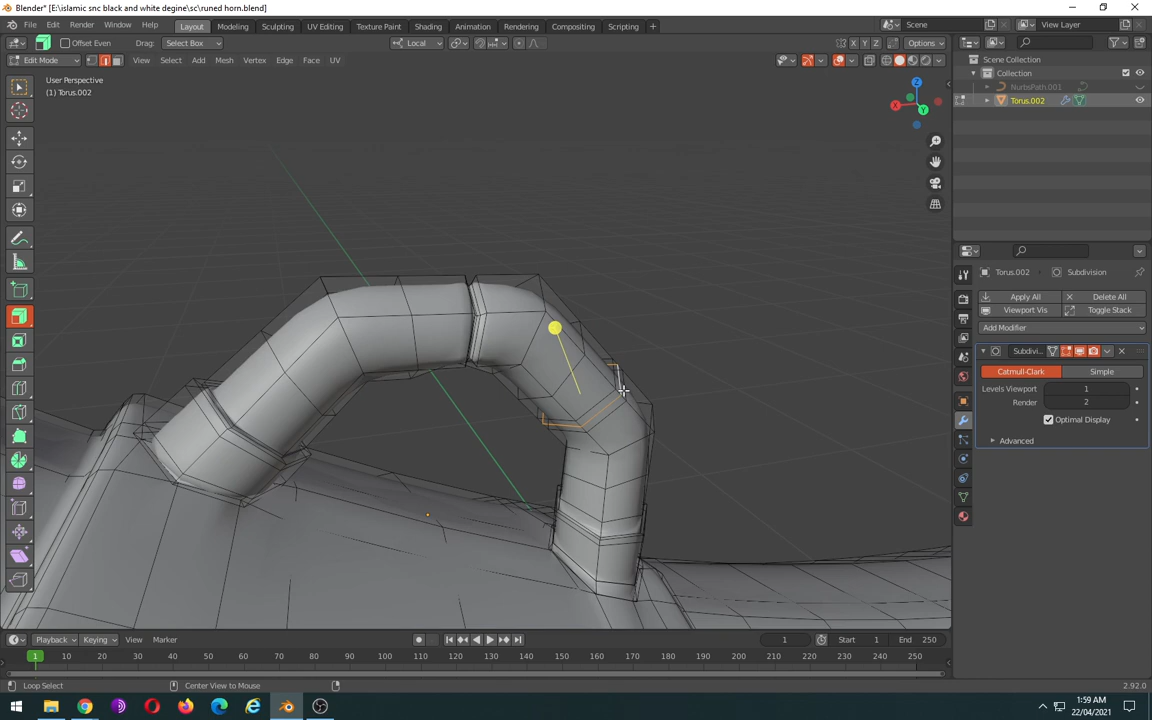 Blender* [E:\islamic snc black and white degine\sc\runed hom.blend]
File Edit Render Window Help Layout Modeling Sculpting UV Editing Texture Paint Shading Animation Rendering Compositing Scripting + Scene View Layer
Offset Even Drag: Select Box Local X Y Z Options
Edit Mode View Select Add Mesh Vertex Edge Face UV
User Perspective
(1) Torus.002
Scene Collection
Collection
NurbsPath.001
Torus.002
Z
X
Y
Torus.002 Subdivision
Apply All Delete All
Viewport Vis Toggle Stack
Add Modifier
Subdivi...
Catmull-Clark Simple
Levels Viewport 1
Render 2
Optimal Display
Advanced
Playback Keying View Marker 1 Start 1 End 250
1 10 20 30 40 50 60 70 80 90 100 110 120 130 140 150 160 170 180 190 200 210 220 230 240 250
Loop Select Center View to Mouse 2.92.0
1:59 AM
22/04/2021